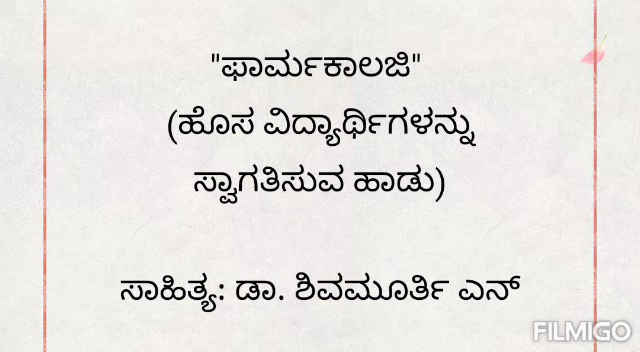 "ಫಾರ್ಮಕಾಲಜಿ"
(ಹೊಸ ವಿದ್ಯಾರ್ಥಿಗಳನ್ನು
ಸ್ವಾಗತಿಸುವ ಹಾಡು)
ಸಾಹಿತ್ಯ: ಡಾ. ಶಿವಮೂರ್ತಿ ಎನ್
FILMIGO